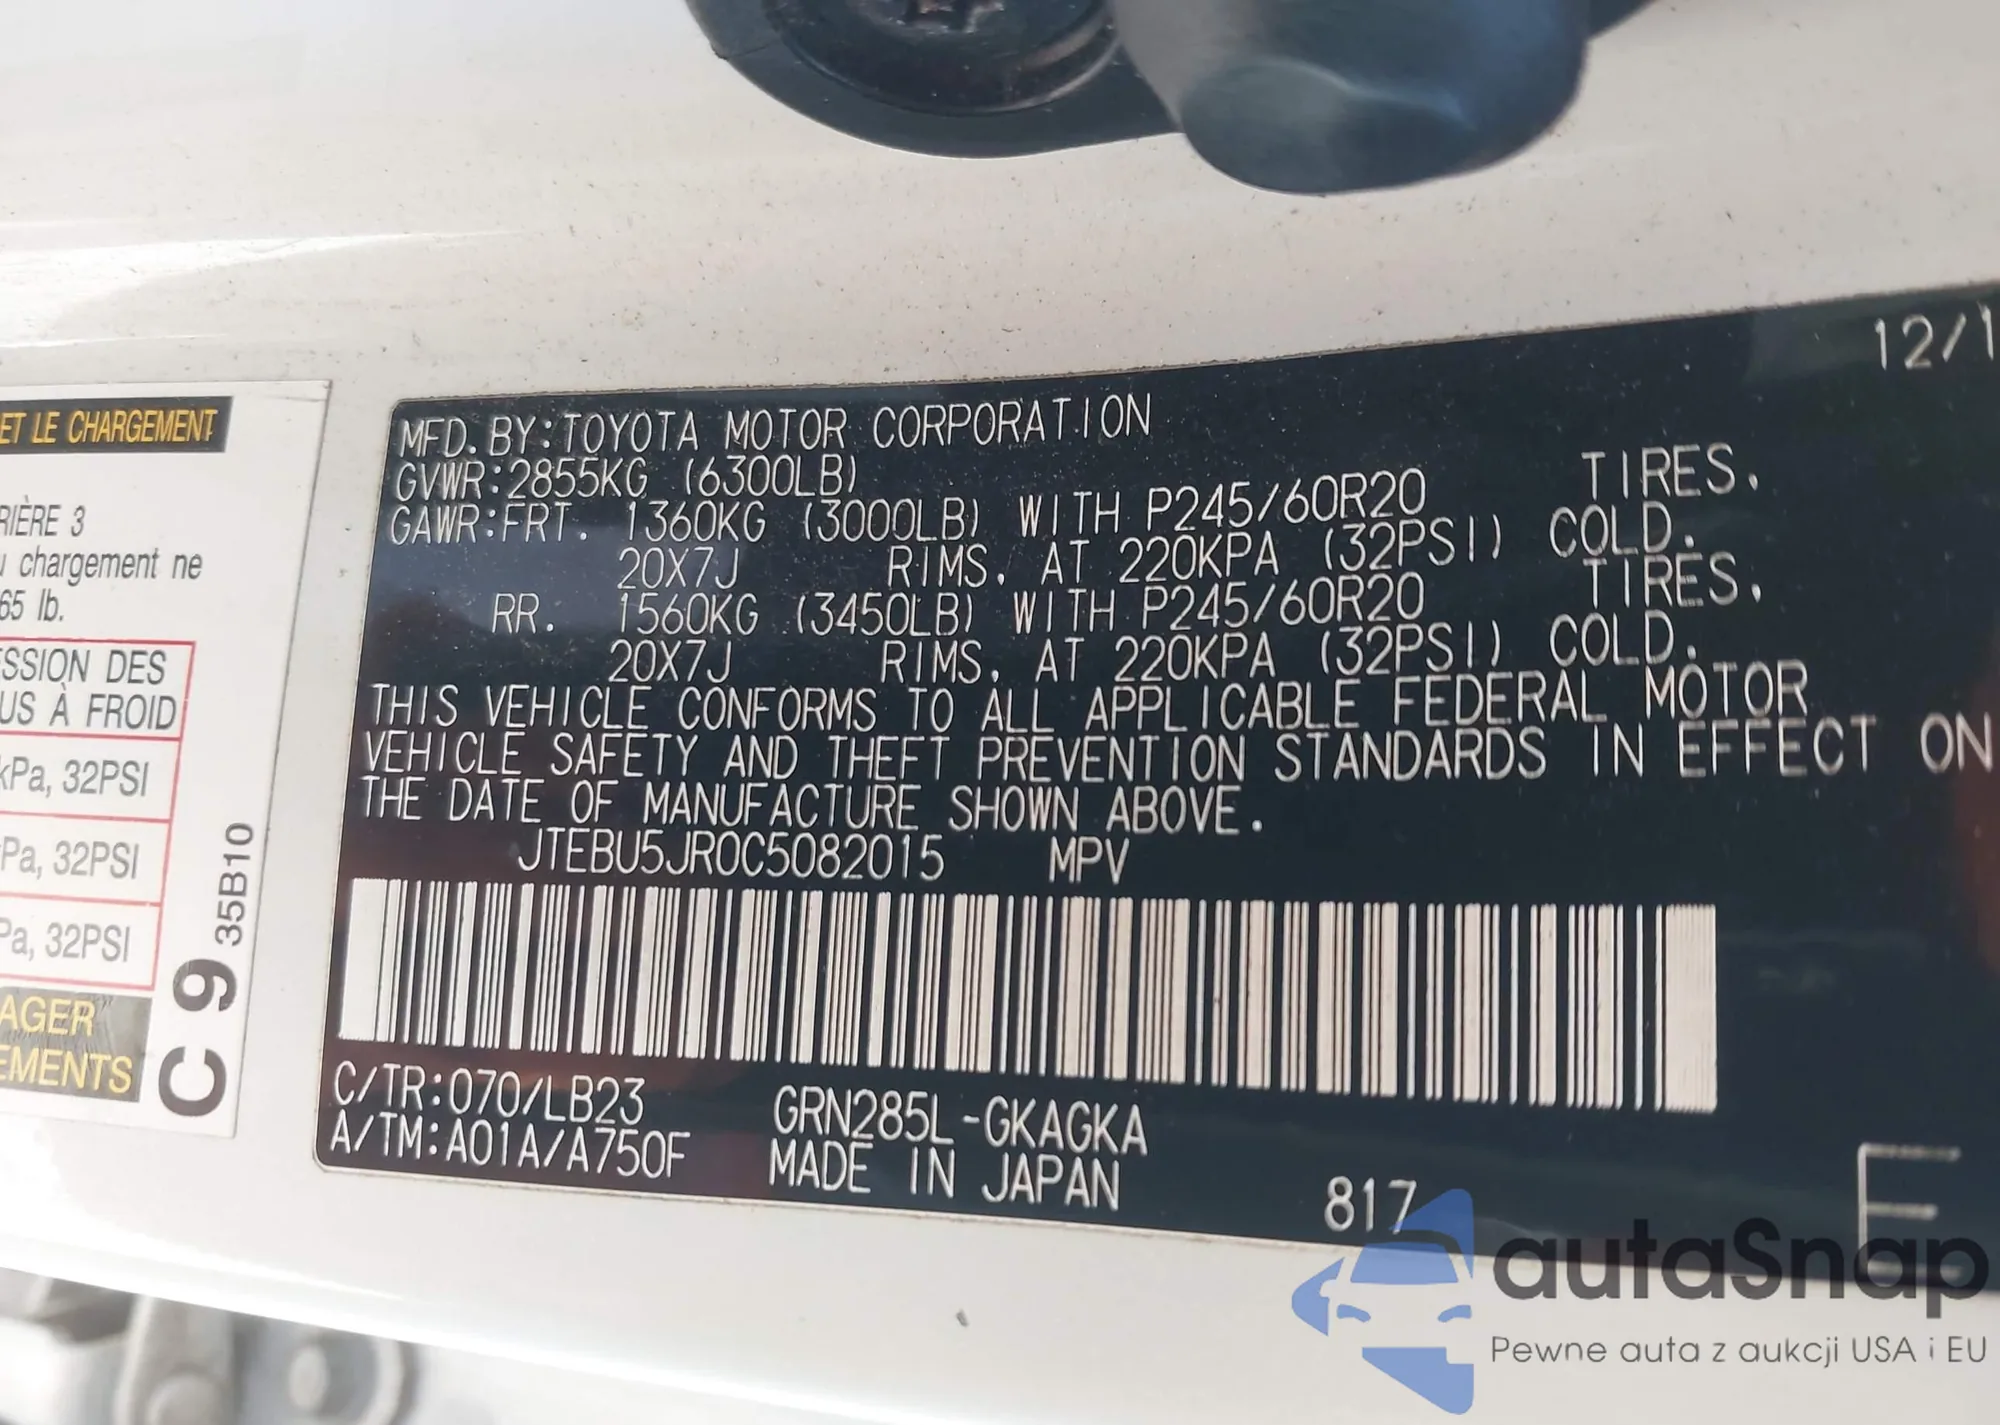 ET LE CHARGEMENT
RIÈRE 3
u chargement ne
65 lb.
SSION DES
US À FROID
kPa, 32PSI
Pa, 32PSI
Pa, 32PSI
AGER
EMENTS
C 9 35B10
12/1
MFD. BY:TOYOTA MOTOR CORPORATION
GVWR:2855KG (6300LB)
GAWR:FRT. 1360KG (3000LB) WITH P245/60R20 TIRES,
20X7J RIMS, AT 220KPA (32PSI) COLD.
RR. 1560KG (3450LB) WITH P245/60R20 TIRES,
20X7J RIMS, AT 220KPA (32PSI) COLD.
THIS VEHICLE CONFORMS TO ALL APPLICABLE FEDERAL MOTOR
VEHICLE SAFETY AND THEFT PREVENTION STANDARDS IN EFFECT ON
THE DATE OF MANUFACTURE SHOWN ABOVE.
JTEBU5JR0C5082015 MPV
C/TR:070/LB23 GRN285L-GKAGKA
A/TM:A01A/A750F MADE IN JAPAN
817 E
autaSnap
Pewne auta z aukcji USA i EU